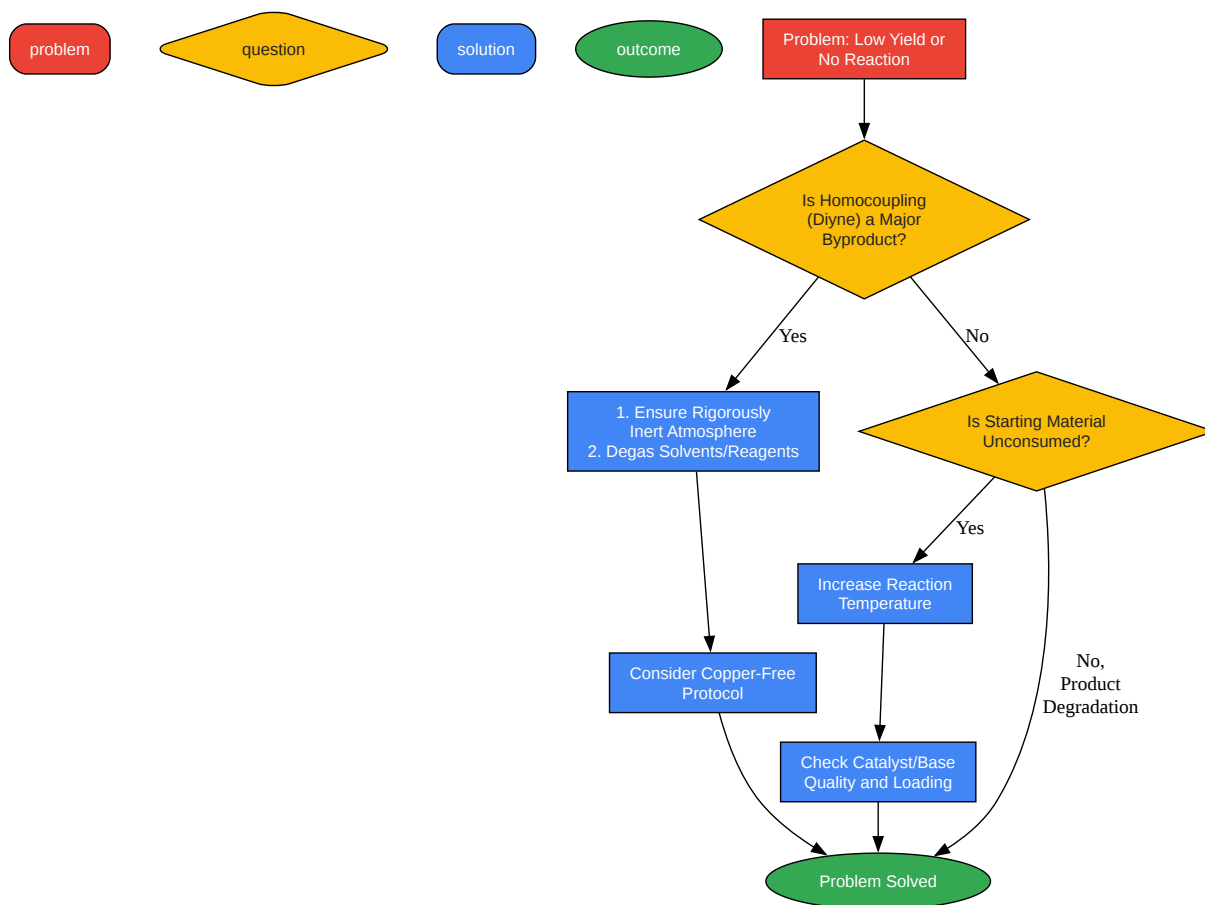 problem
question
solution
outcome
Problem: Low Yield or
No Reaction
Is Homocoupling
(Diyne) a Major
Byproduct?
Yes
No
1. Ensure Rigorously
Inert Atmosphere
2. Degas Solvents/Reagents
Is Starting Material
Unconsumed?
Yes
Increase Reaction
Temperature
Consider Copper-Free
Protocol
No,
Product
Degradation
Check Catalyst/Base
Quality and Loading
Problem Solved